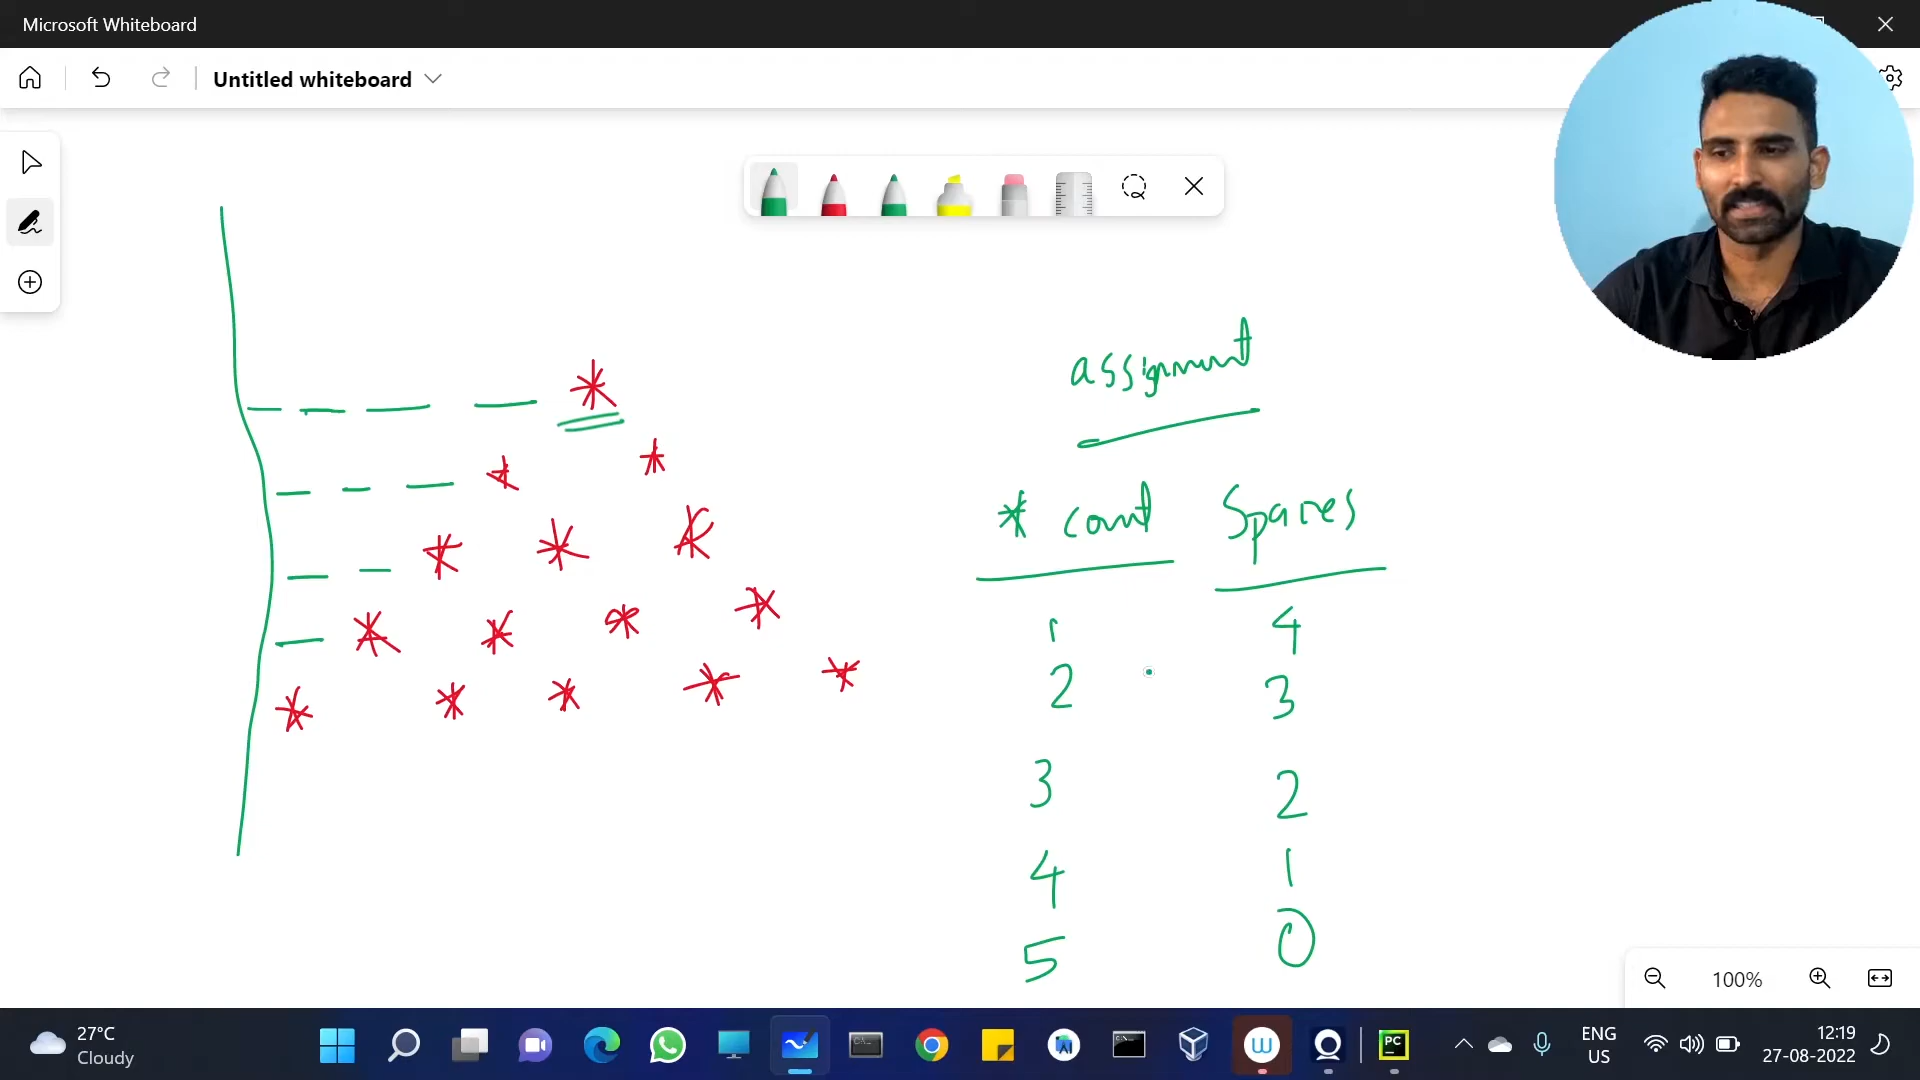 Microsoft Whiteboard
Untitled whiteboard
assignment
* count Spaces
1 4
2 3
3 2
4 1
5 0
*
* *
* * *
* * * *
* * * * *
100%
27°C
Cloudy
PC
ENG
US
12:19
27-08-2022